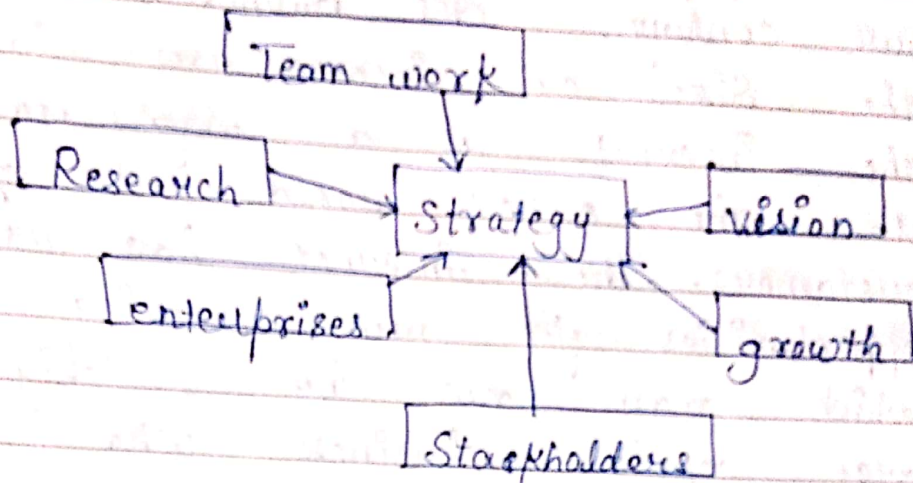 Team work
Research
Strategy
vision
enterprises
growth
Stackholders